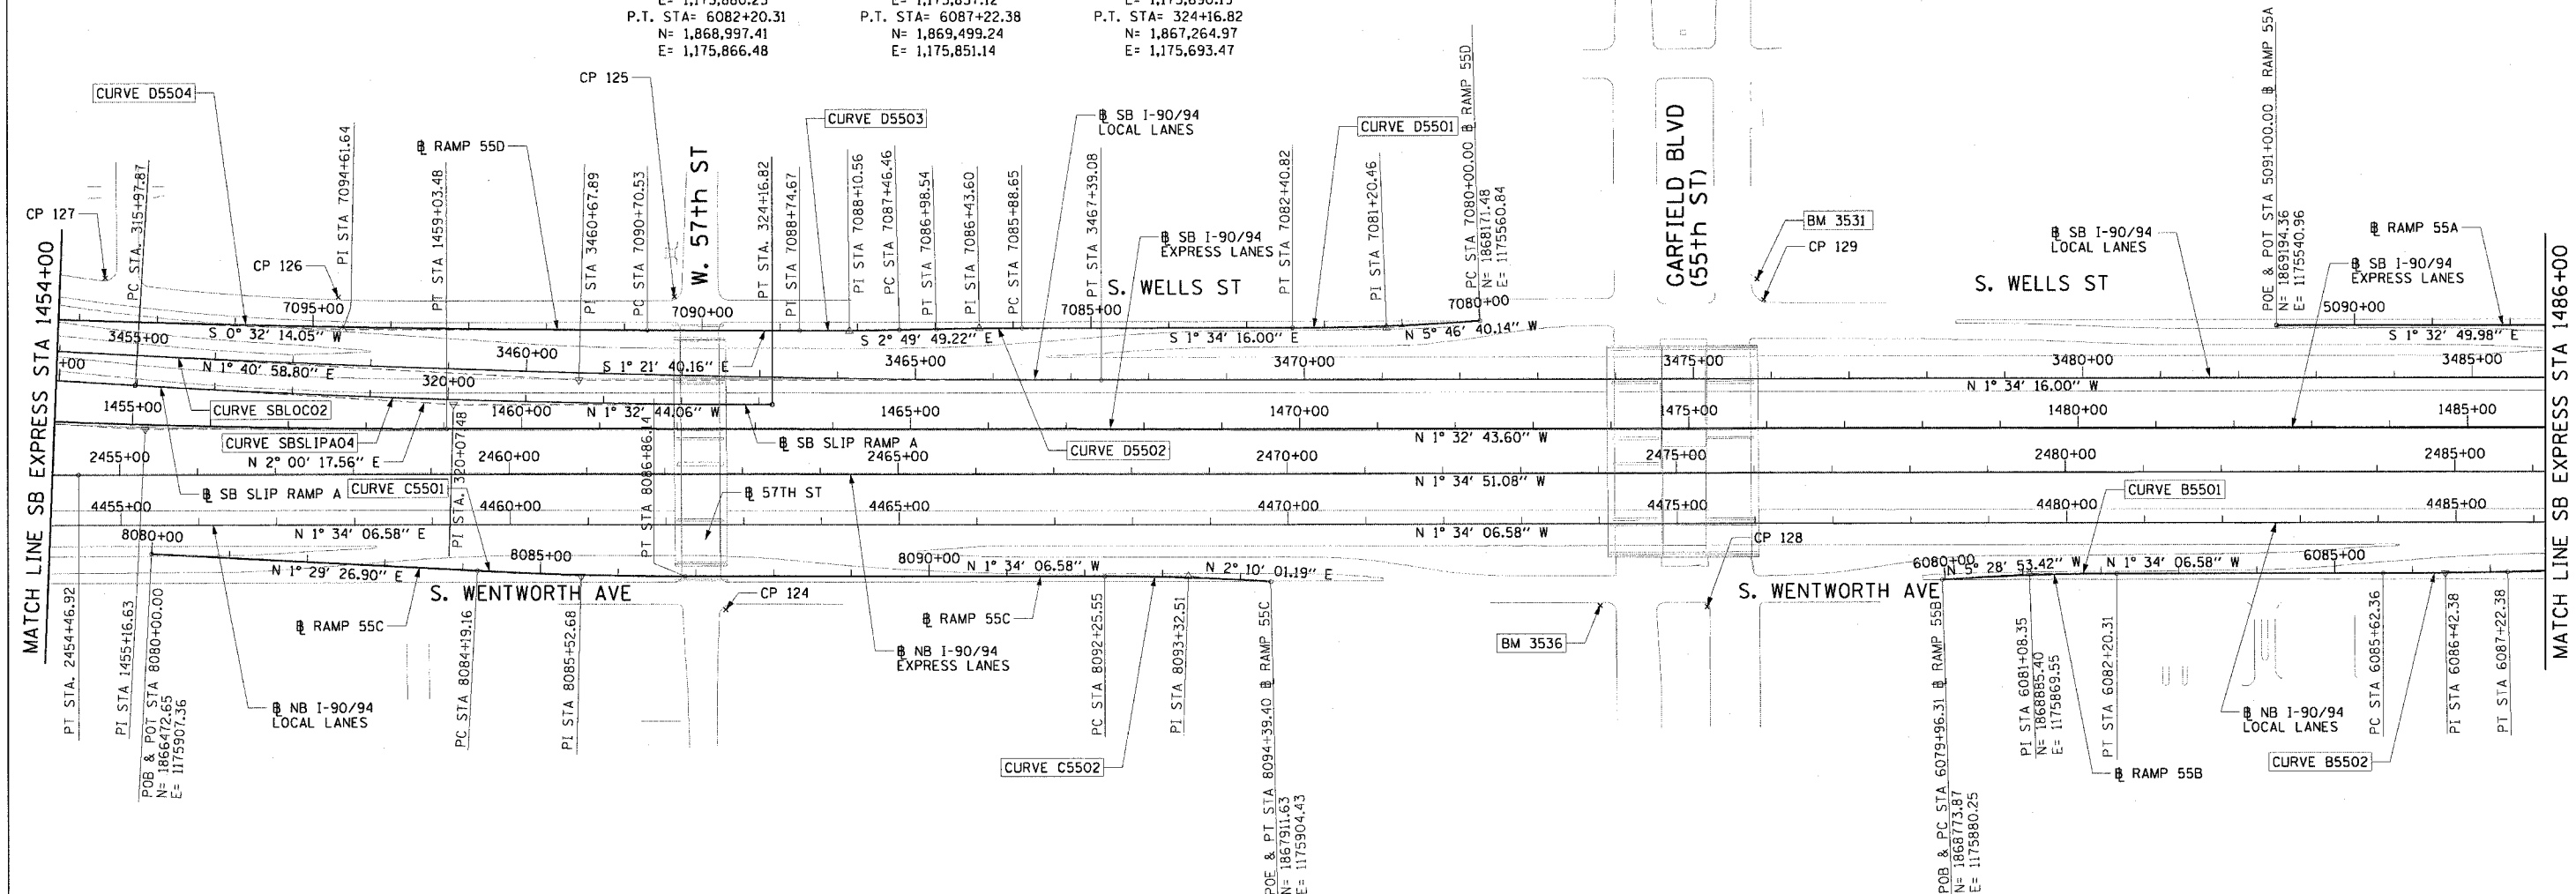 P.T. STA= 6082+20.31
N= 1,868,997.41
E= 1,175,866.48
P.T. STA= 6087+22.38
N= 1,869,499.24
E= 1,175,851.14
P.T. STA= 324+16.82
N= 1,867,264.97
E= 1,175,693.47
MATCH LINE SB EXPRESS STA 1454+00
CP 127
CURVE D5504
PC STA. 315+97.87
CP 126
PI STA 7094+61.64
℄ RAMP 55D
PT STA 1459+03.48
CP 125
PI STA 3460+67.89
PC STA 7090+70.53
W. 57th ST
PT STA. 324+16.82
PT STA 7088+74.67
CURVE D5503
PI STA 7088+10.56
PC STA 7087+46.46
PT STA 7086+98.54
PI STA 7086+43.60
PC STA 7085+88.65
℄ SB I-90/94
LOCAL LANES
PT STA 3467+39.08
℄ SB I-90/94
EXPRESS LANES
S. WELLS ST
PT STA 7082+40.82
CURVE D5501
PI STA 7081+20.46
PC STA 7080+00.00 ℄ RAMP 55D
N= 1868171.48
E= 1175560.84
GARFIELD BLVD
(55th ST)
BM 3531
CP 129
S. WELLS ST
℄ SB I-90/94
LOCAL LANES
POE & POT STA 5091+00.00 ℄ RAMP 55A
N= 1869194.36
E= 1175540.96
℄ RAMP 55A
℄ SB I-90/94
EXPRESS LANES
MATCH LINE SB EXPRESS STA 1486+00
7095+00
7090+00
7085+00
7080+00
5090+00
S 0° 32' 14.05" W
S 2° 49' 49.22" E
S 1° 34' 16.00" E
N 5° 46' 40.14" W
S 1° 32' 49.98" E
3455+00
3460+00
3465+00
3470+00
3475+00
3480+00
3485+00
N 1° 40' 58.80" E
S 1° 21' 40.16" E
N 1° 34' 16.00" W
+00
320+00
CURVE SBLOC02
N 1° 32' 44.06" W
1455+00
1460+00
1465+00
1470+00
1475+00
1480+00
1485+00
CURVE SBSLIPA04
℄ SB SLIP RAMP A
CURVE D5502
N 1° 32' 43.60" W
N 2° 00' 17.56" E
2455+00
2460+00
2465+00
2470+00
2475+00
2480+00
2485+00
℄ SB SLIP RAMP A
CURVE C5501
PI STA. 320+07.48
PT STA 8086+86.14
℄ 57TH ST
N 1° 34' 51.08" W
CURVE B5501
4455+00
4460+00
4465+00
4470+00
4475+00
4480+00
4485+00
N 1° 34' 06.58" E
N 1° 34' 06.58" W
8080+00
8085+00
8090+00
6080+00
6085+00
N 1° 29' 26.90" E
N 1° 34' 06.58" W
N 2° 10' 01.19" E
CP 128
N 5° 28' 53.42" W
N 1° 34' 06.58" W
S. WENTWORTH AVE
CP 124
S. WENTWORTH AVE
℄ RAMP 55C
℄ RAMP 55C
BM 3536
PT STA. 2454+46.92
PI STA 1455+16.63
POB & POT STA 8080+00.00
N= 1866472.65
E= 1175907.36
℄ NB I-90/94
LOCAL LANES
PC STA 8084+19.16
PI STA 8085+52.68
℄ NB I-90/94
EXPRESS LANES
PC STA 8092+25.55
PI STA 8093+32.51
CURVE C5502
POE & PT STA 8094+39.40 ℄ RAMP 55C
N= 1867911.63
E= 1175904.43
POB & PC STA 6079+96.31 ℄ RAMP 55B
N= 1868773.87
E= 1175880.25
PI STA 6081+08.35
N= 1868885.40
E= 1175869.55
PT STA 6082+20.31
℄ RAMP 55B
℄ NB I-90/94
LOCAL LANES
CURVE B5502
PC STA 6085+62.36
PI STA 6086+42.38
PT STA 6087+22.38